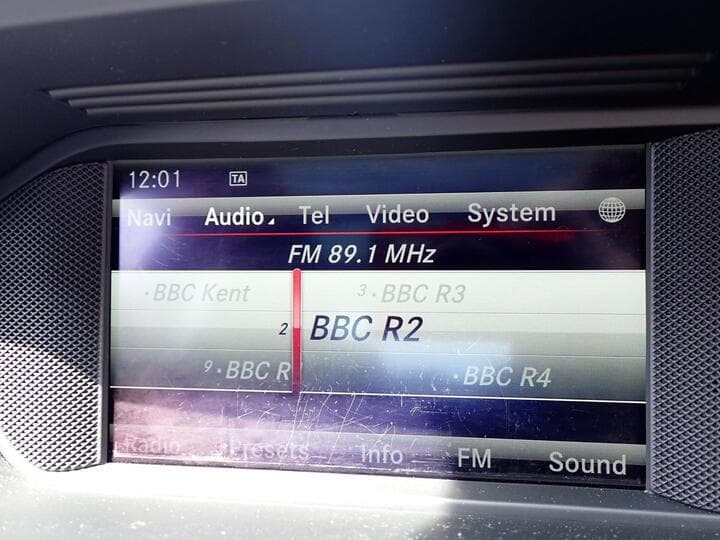 12:01 TA
Navi Audio Tel Video System
FM 89.1 MHz
·BBC Kent 3·BBC R3
2 BBC R2
9·BBC R ·BBC R4
Radio Presets Info FM Sound